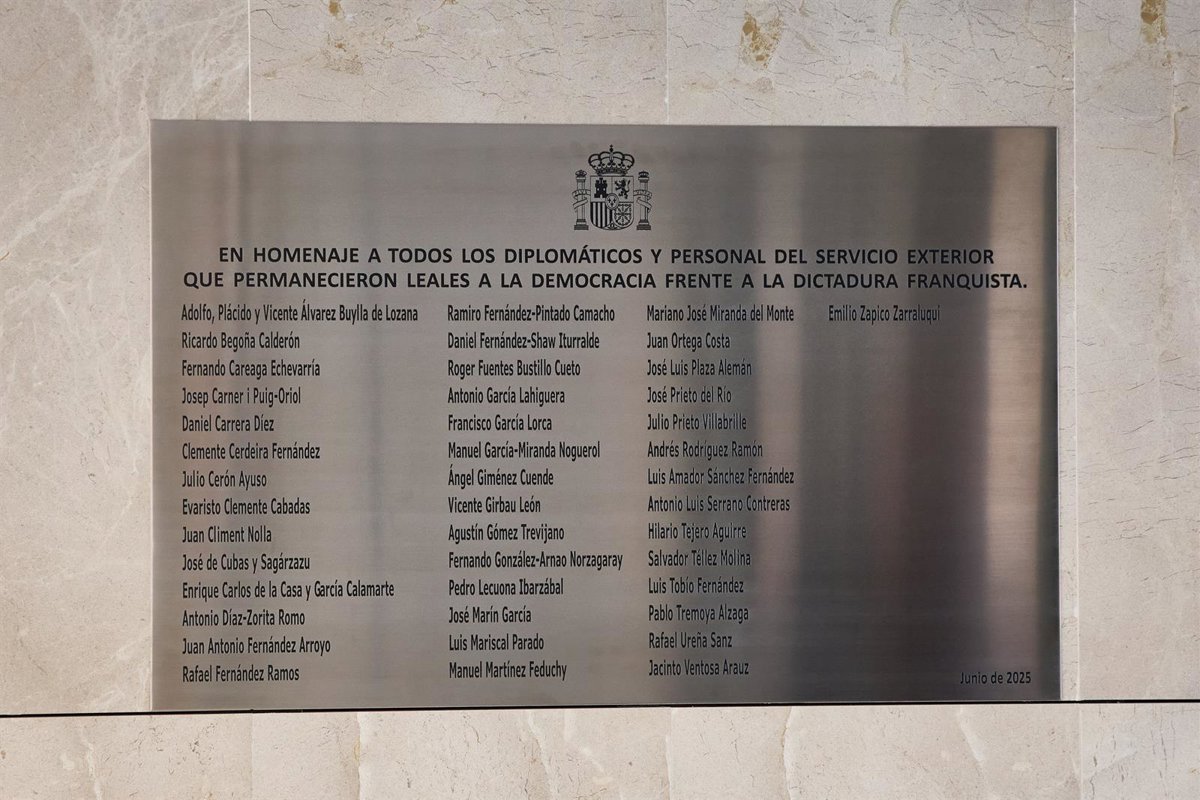 EN HOMENAJE A TODOS LOS DIPLOMÁTICOS Y PERSONAL DEL SERVICIO EXTERIOR
QUE PERMANECIERON LEALES A LA DEMOCRACIA FRENTE A LA DICTADURA FRANQUISTA.
Adolfo, Plácido y Vicente Álvarez Buylla de Lozana
Ricardo Begoña Calderón
Fernando Careaga Echevarría
Josep Carner i Puig-Oriol
Daniel Carrera Díez
Clemente Cerdeira Fernández
Julio Cerón Ayuso
Evaristo Clemente Cabadas
Juan Climent Nolla
José de Cubas y Sagárzazu
Enrique Carlos de la Casa y García Calamarte
Antonio Díaz-Zorita Romo
Juan Antonio Fernández Arroyo
Rafael Fernández Ramos
Ramiro Fernández-Pintado Camacho
Daniel Fernández-Shaw Iturralde
Roger Fuentes Bustillo Cueto
Antonio García Lahiguera
Francisco García Lorca
Manuel García-Miranda Noguerol
Ángel Giménez Cuende
Vicente Girbau León
Agustín Gómez Trevijano
Fernando González-Arnao Norzagaray
Pedro Lecuona Ibarzábal
José Marín García
Luis Mariscal Parado
Manuel Martínez Feduchy
Mariano José Miranda del Monte
Juan Ortega Costa
José Luis Plaza Alemán
José Prieto del Río
Julio Prieto Villabrille
Andrés Rodríguez Ramón
Luis Amador Sánchez Fernández
Antonio Luis Serrano Contreras
Hilario Tejero Aguirre
Salvador Téllez Molina
Luis Tobío Fernández
Pablo Tremoya Alzaga
Rafael Ureña Sanz
Jacinto Ventosa Arauz
Emilio Zapico Zarraluqui
Junio de 2025